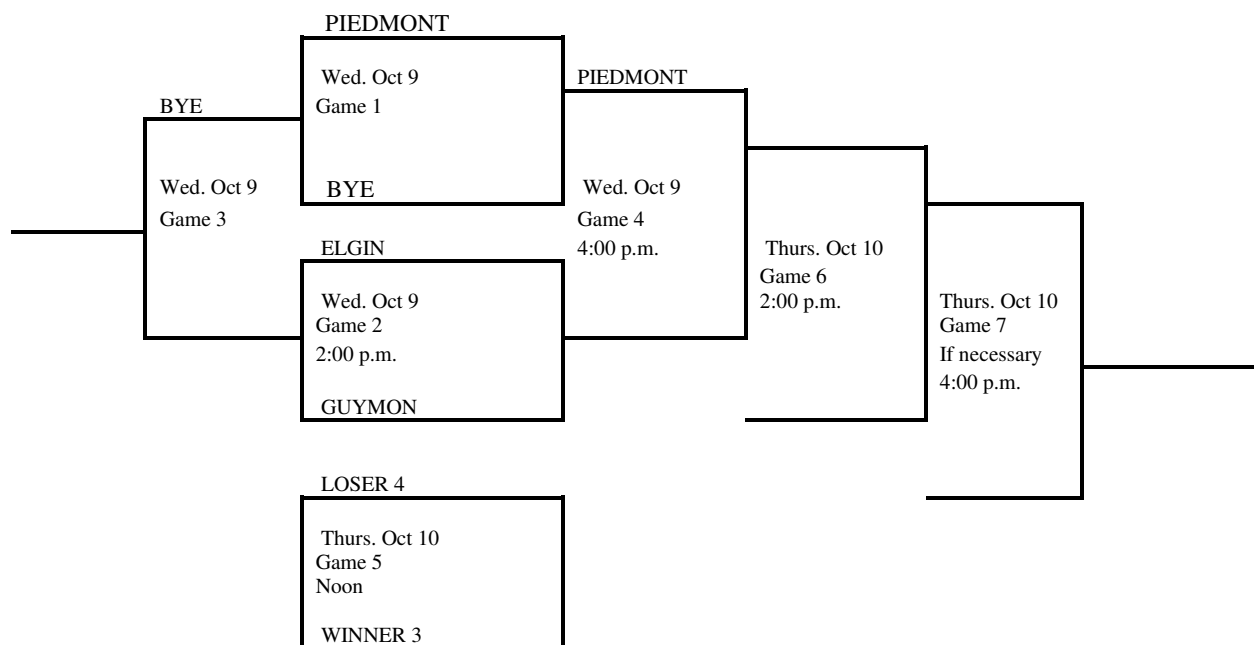 PIEDMONT
Wed. Oct 9
Game 1
BYE
PIEDMONT
BYE
Wed. Oct 9
Game 3
ELGIN
Wed. Oct 9
Game 2
2:00 p.m.
GUYMON
Wed. Oct 9
Game 4
4:00 p.m.
Thurs. Oct 10
Game 6
2:00 p.m.
Thurs. Oct 10
Game 7
If necessary
4:00 p.m.
LOSER 4
Thurs. Oct 10
Game 5
Noon
WINNER 3